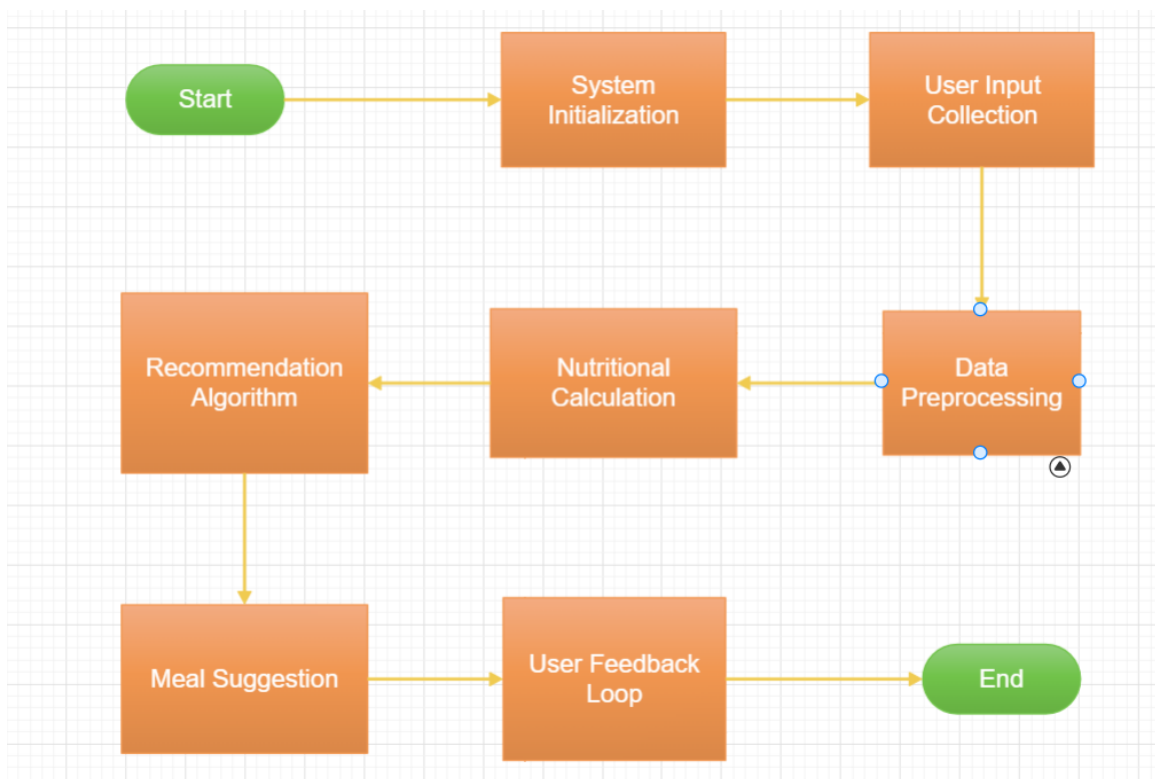 Start
System
Initialization
User Input
Collection
Data
Preprocessing
Nutritional
Calculation
Recommendation
Algorithm
Meal Suggestion
User Feedback
Loop
End